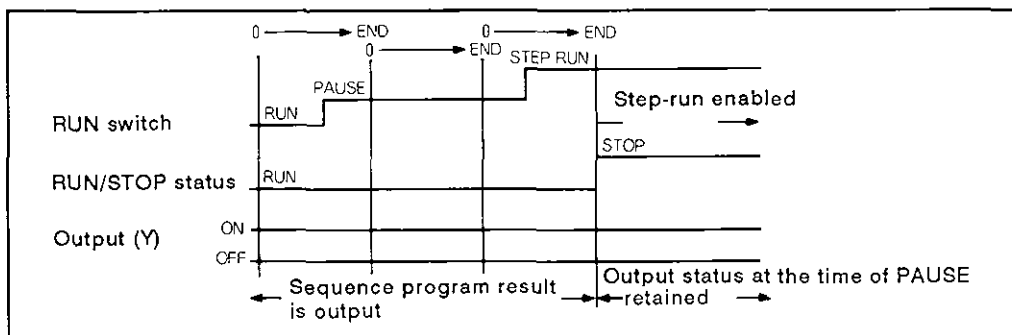 0 → END 0 → END
0 → END
STEP RUN
PAUSE
Step-run enabled
RUN
RUN switch
STOP
RUN/STOP status RUN
Output (Y) ON
OFF
Sequence program result
is output
Output status at the time of PAUSE
retained